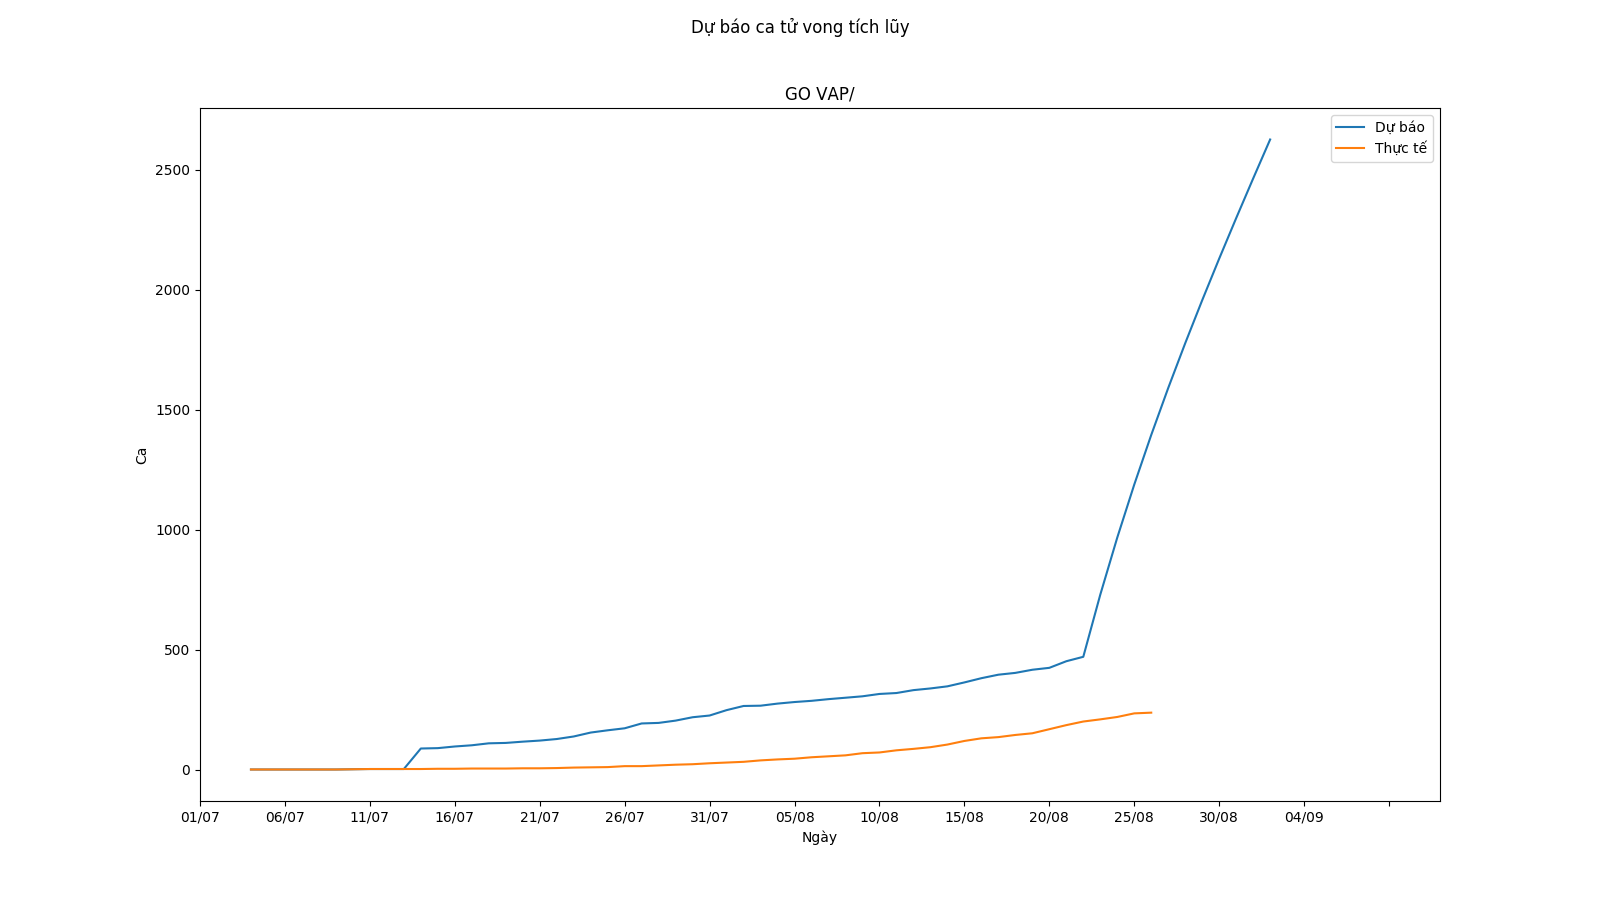 Dự báo ca tử vong tích lũy
GO VAP/
Dự báo
Thực tế
2500
2000
1500
1000
500
0
Ca
01/07 06/07 11/07 16/07 21/07 26/07 31/07 05/08 10/08 15/08 20/08 25/08 30/08 04/09
Ngày